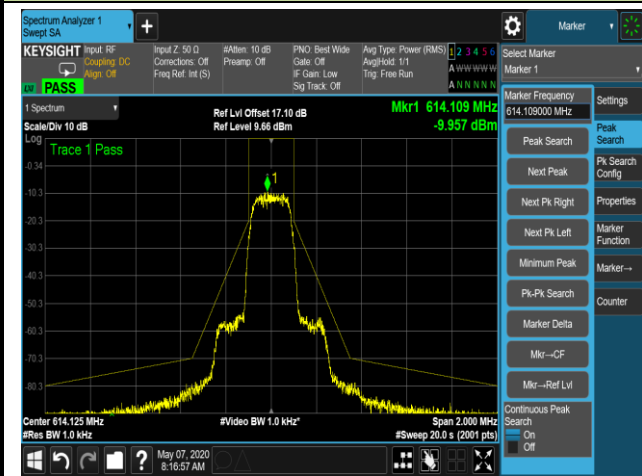 Spectrum Analyzer 1
Swept SA
+
Marker
KEYSIGHT
Input: RF
Coupling: DC
Align: Off
Input Z: 50 Ω
Corrections: Off
Freq Ref: Int (S)
#Atten: 10 dB
Preamp: Off
PNO: Best Wide
Gate: Off
IF Gain: Low
Sig Track: Off
Avg Type: Power (RMS)
Avg|Hold: 1/1
Trig: Free Run
1 2 3 4 5 6
A W W W W W
A N N N N N
LXI
PASS
Select Marker
Marker 1
1 Spectrum
Scale/Div 10 dB
Ref Lvl Offset 17.10 dB
Ref Level 9.66 dBm
Mkr1 614.109 MHz
-9.957 dBm
Log
Trace 1 Pass
1
-0.34
-10.3
-20.3
-30.3
-40.3
-50.3
-60.3
-70.3
-80.3
Center 614.125 MHz
#Res BW 1.0 kHz
#Video BW 1.0 kHz*
Span 2.000 MHz
#Sweep 20.0 s (2001 pts)
Marker Frequency
614.109000 MHz
Peak Search
Next Peak
Next Pk Right
Next Pk Left
Minimum Peak
Pk-Pk Search
Marker Delta
Mkr→CF
Mkr→Ref Lvl
Continuous Peak
Search
On
Off
Settings
Peak
Search
Pk Search
Config
Properties
Marker
Function
Marker→
Counter
?
May 07, 2020
8:16:57 AM